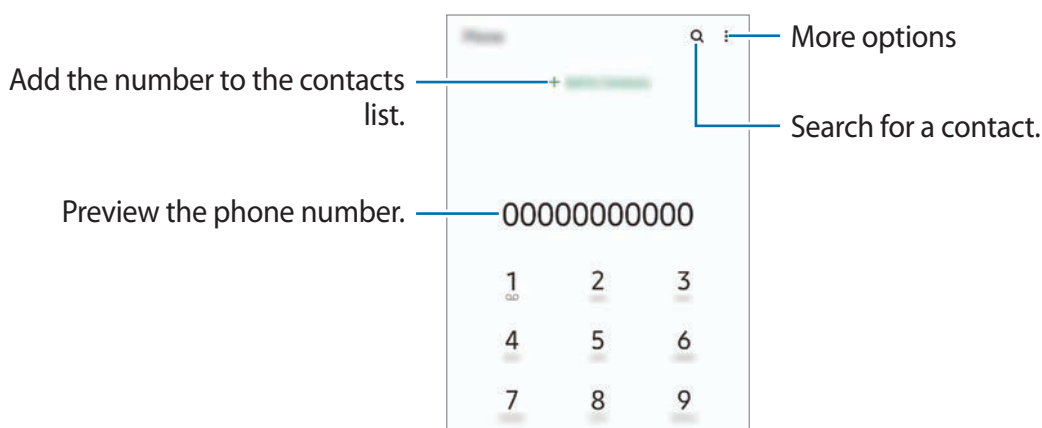 More options
Add the number to the contacts
list.
Search for a contact.
Preview the phone number.
00000000000
1 2 3
4 5 6
7 8 9